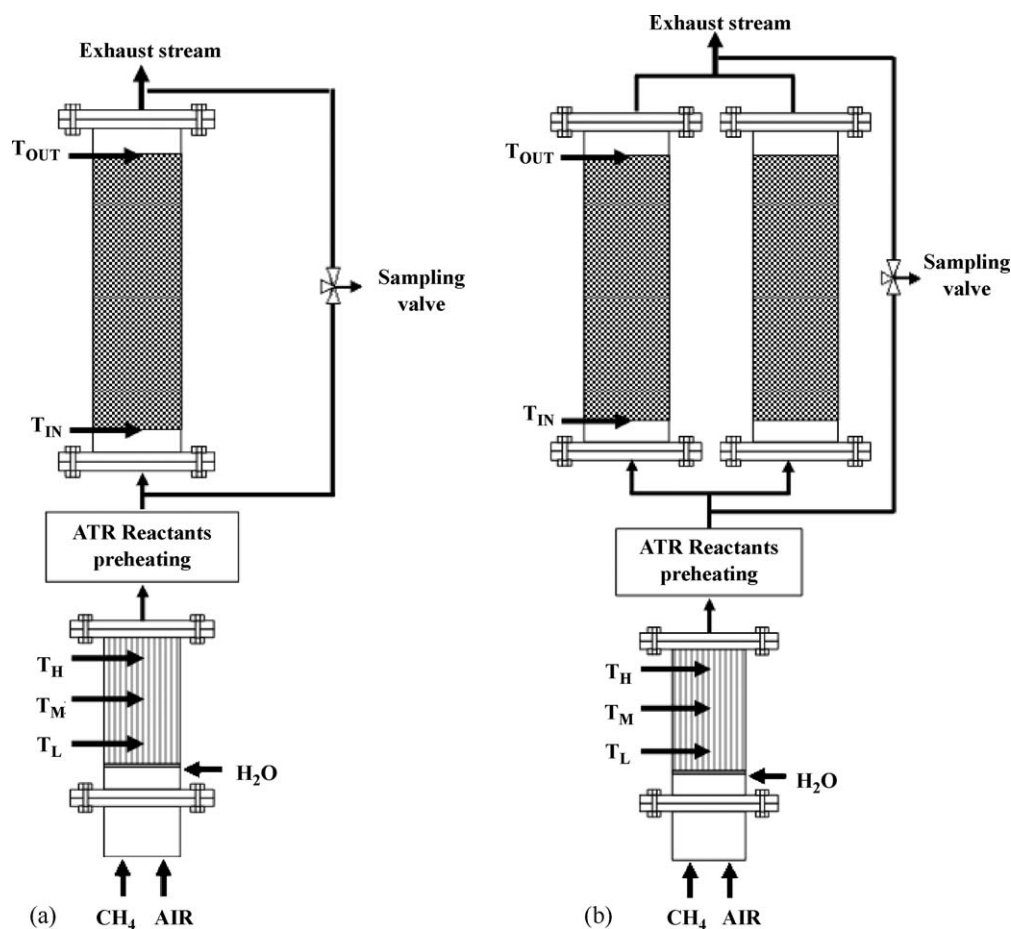 Exhaust stream
T_OUT
Sampling
valve
T_IN
ATR Reactants
preheating
T_H
T_M
T_L
H₂O
CH₄ AIR
(a)
Exhaust stream
T_OUT
Sampling
valve
T_IN
ATR Reactants
preheating
T_H
T_M
T_L
H₂O
CH₄ AIR
(b)